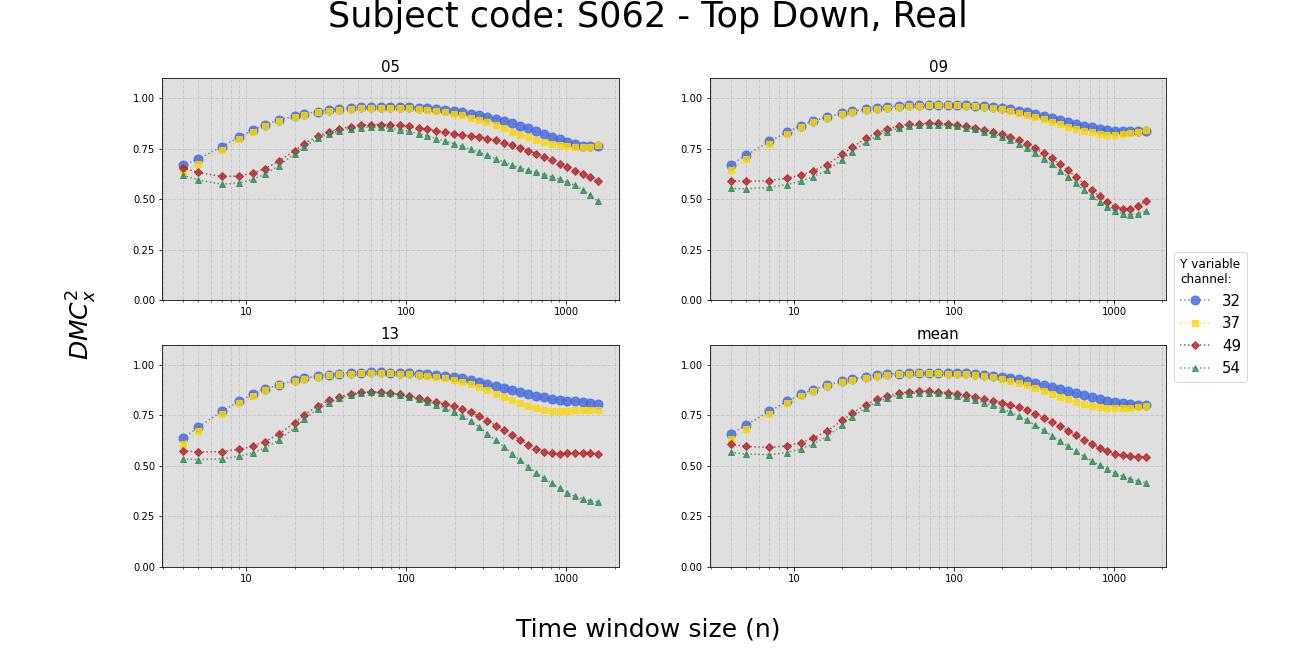 Subject code: S062 - Top Down, Real
05
1.00
0.75
0.50
0.25
0.00
10 100 1000
09
1.00
0.75
0.50
0.25
0.00
10 100 1000
13
1.00
0.75
0.50
0.25
0.00
10 100 1000
mean
1.00
0.75
0.50
0.25
0.00
10 100 1000
DMC²ₓ
Y variable
channel:
32
37
49
54
Time window size (n)